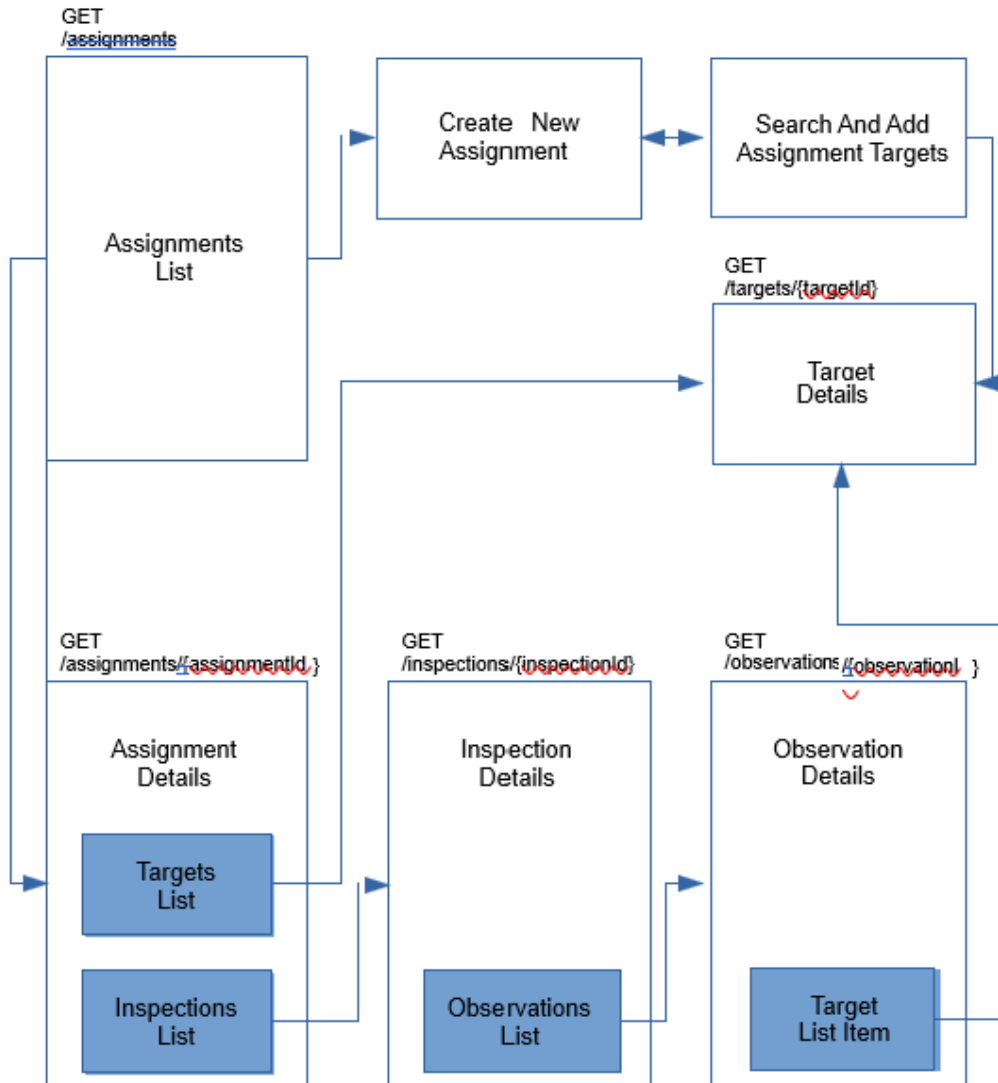 GET
/assignments
Create New
Assignment
Search And Add
Assignment Targets
Assignments
List
GET
/targets/{targetId}
Target
Details
GET
/assignments/{assignmentId }
GET
/inspections/{inspectionId}
GET
/observations/{observationI }
Assignment
Details
Inspection
Details
Observation
Details
Targets
List
Inspections
List
Observations
List
Target
List Item